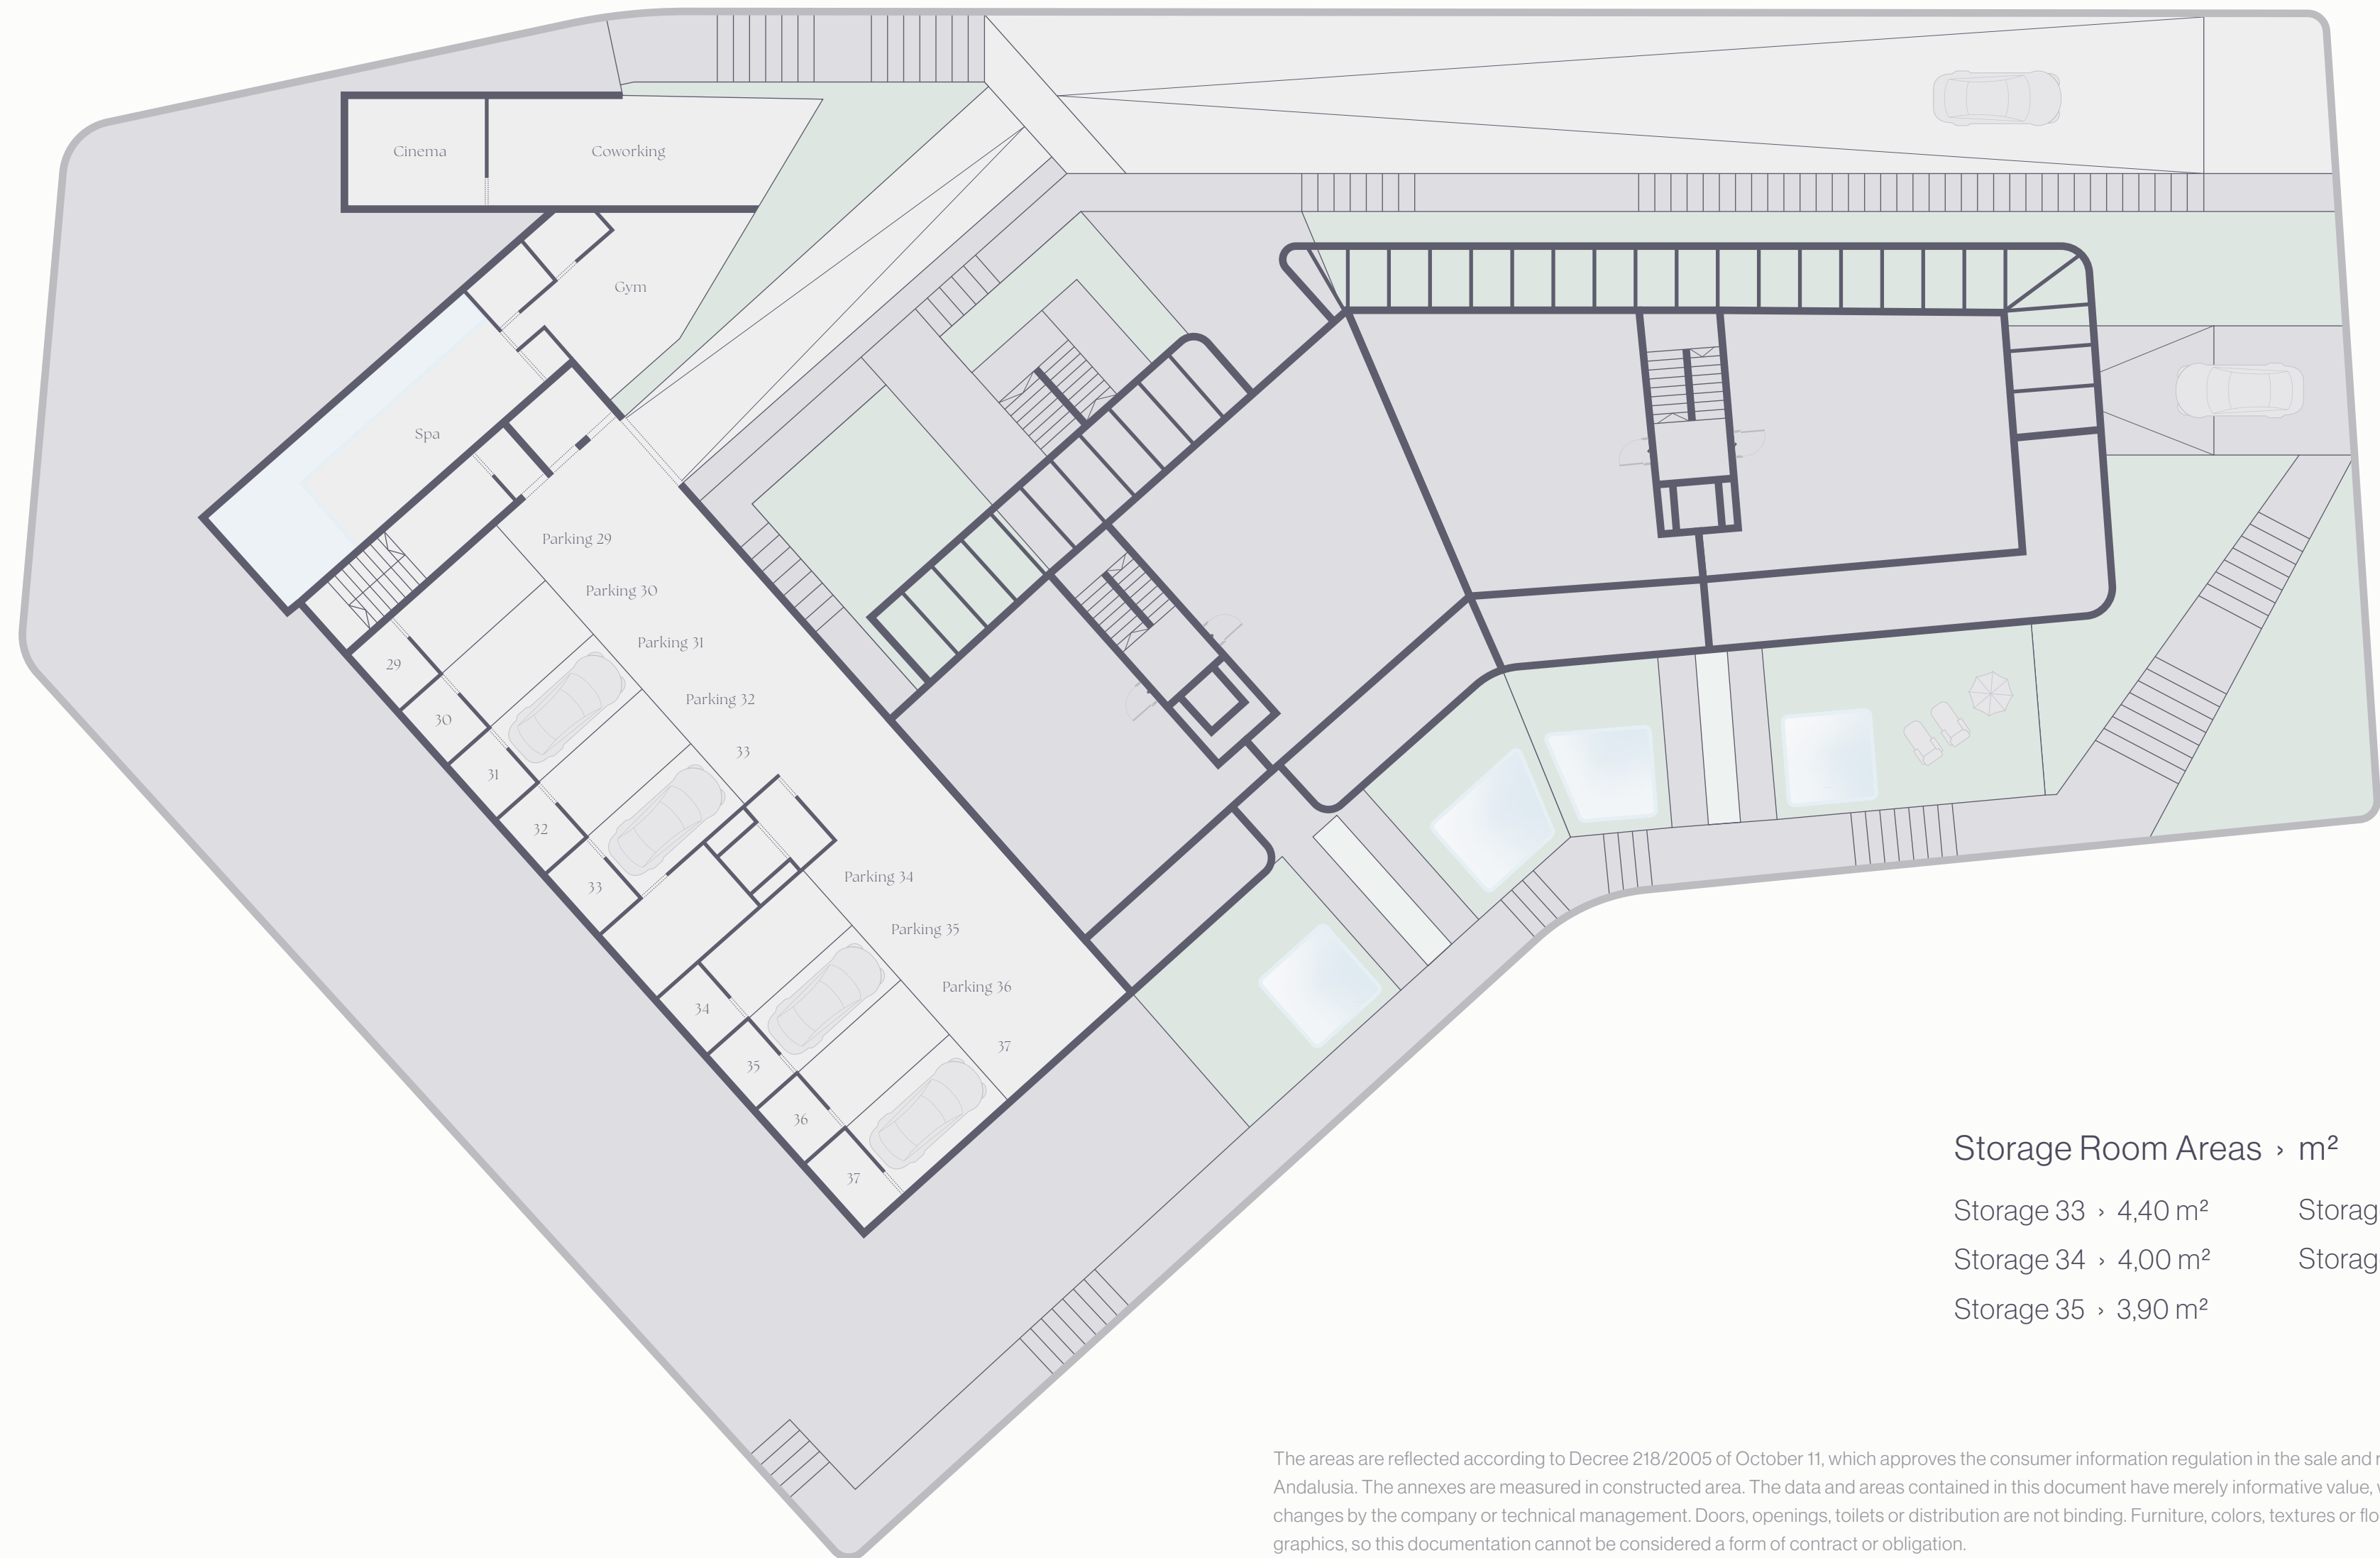 Cinema
Coworking
Gym
Spa
Parking 29
Parking 30
Parking 31
Parking 32
33
29
30
31
32
33
Parking 34
Parking 35
Parking 36
37
34
35
36
37
Storage Room Areas › m²
Storage 33 › 4,40 m² Storag
Storage 34 › 4,00 m² Storag
Storage 35 › 3,90 m²
The areas are reflected according to Decree 218/2005 of October 11, which approves the consumer information regulation in the sale and
Andalusia. The annexes are measured in constructed area. The data and areas contained in this document have merely informative value,
changes by the company or technical management. Doors, openings, toilets or distribution are not binding. Furniture, colors, textures or flo
graphics, so this documentation cannot be considered a form of contract or obligation.